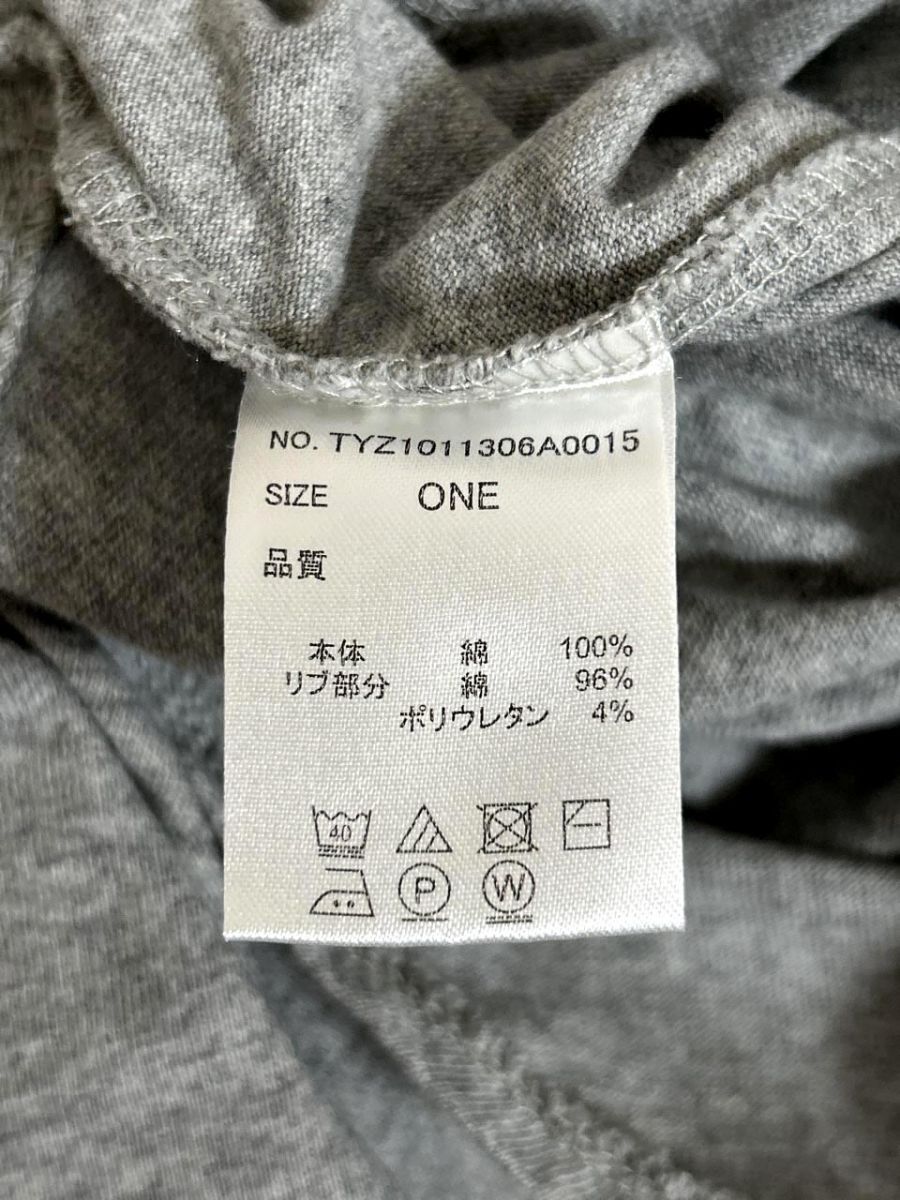 NO. TYZ1011306A0015
SIZE ONE
品質
本体 綿 100%
リブ部分 綿 96%
ポリウレタン 4%
40
P W